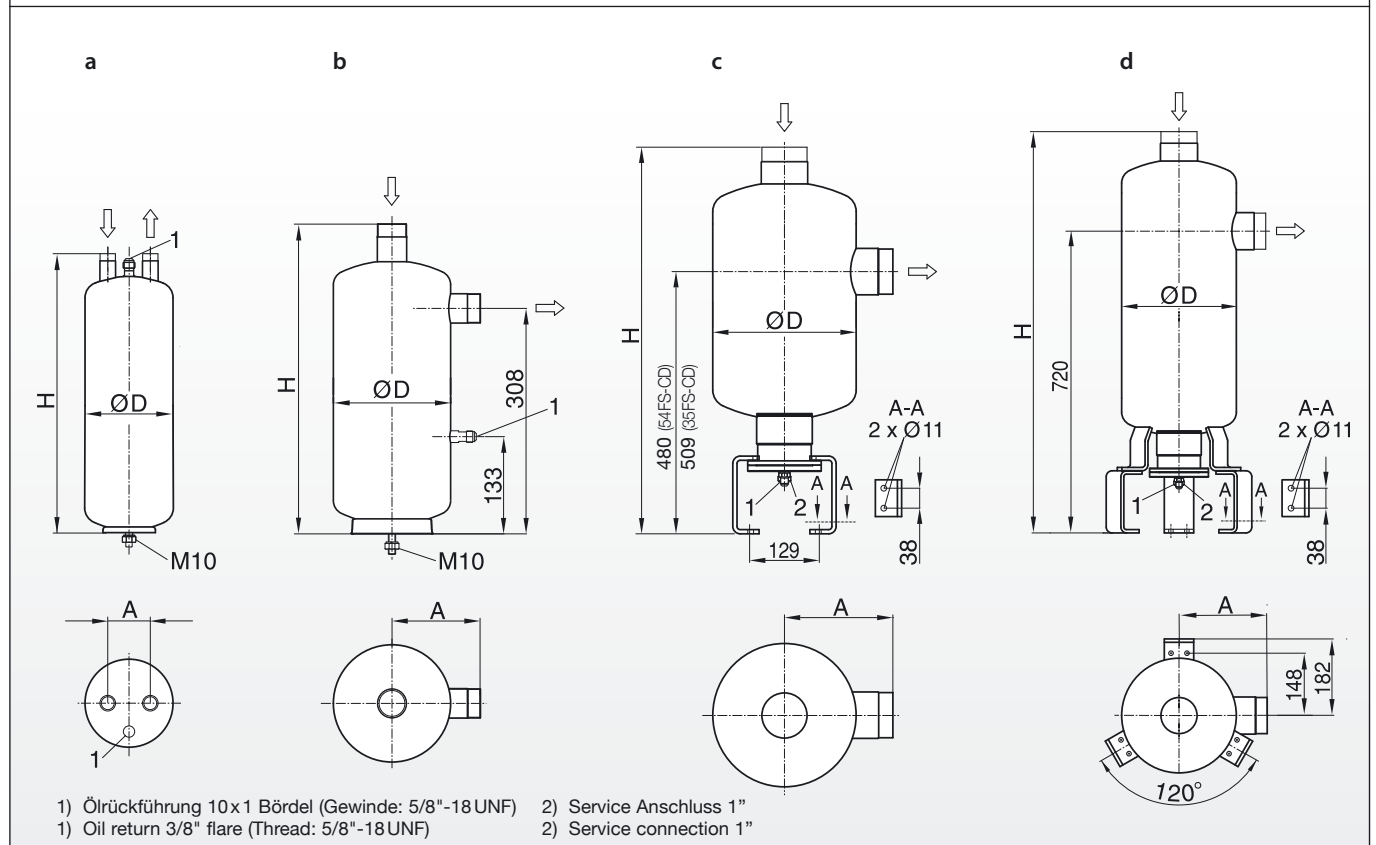 a
b
c
d
1
H
ØD
M10
A
1
H
ØD
308
1
133
M10
A
H
ØD
480 (54FS-CD)
509 (35FS-CD)
A-A
2 x Ø11
1
2
A
A
129
38
A
H
ØD
720
A-A
2 x Ø11
1
2
A
A
38
A
148
182
120°
1) Ölrückführung 10 x 1 Bördel (Gewinde: 5/8"-18 UNF)
2) Service Anschluss 1”
1) Oil return 3/8" flare (Thread: 5/8"-18 UNF)
2) Service connection 1”